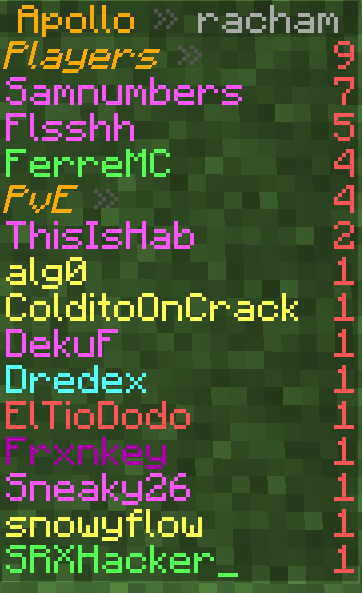 Apollo » racham
Players » 9
Samnumbers 7
Flsshh 5
FerreMC 4
PvE » 4
ThisIsHab 2
alg0 1
ColditoOnCrack 1
DekuF 1
Dredex 1
ElTioDodo 1
Frxnkey 1
Sneaky26 1
snowyflow 1
SRXHacker_ 1